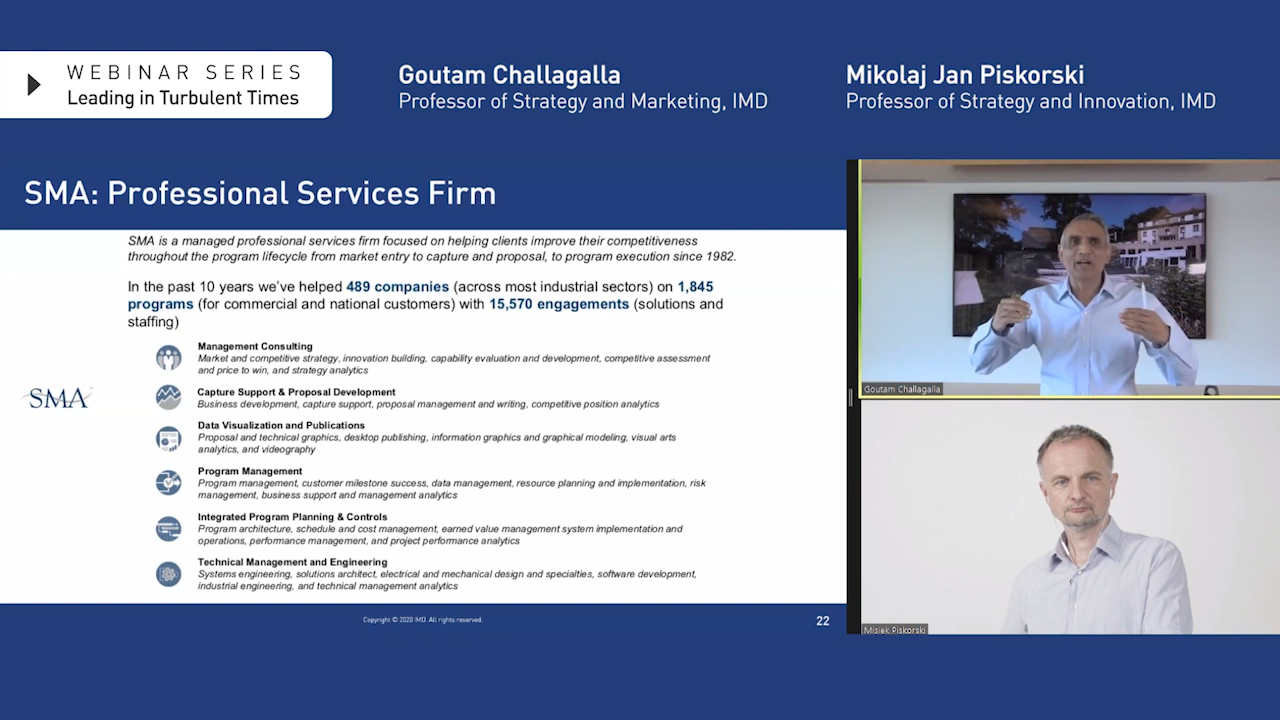 WEBINAR SERIES
Leading in Turbulent Times
Goutam Challagalla
Professor of Strategy and Marketing, IMD
Mikolaj Jan Piskorski
Professor of Strategy and Innovation, IMD
SMA: Professional Services Firm
SMA is a managed professional services firm focused on helping clients improve their competitiveness
throughout the program lifecycle from market entry to capture and proposal, to program execution since 1982.
In the past 10 years we've helped 489 companies (across most industrial sectors) on 1,845
programs (for commercial and national customers) with 15,570 engagements (solutions and
staffing)
SMA
Management Consulting
Market and competitive strategy, innovation building, capability evaluation and development, competitive assessment
and price to win, and strategy analytics
Capture Support & Proposal Development
Business development, capture support, proposal management and writing, competitive position analytics
Data Visualization and Publications
Proposal and technical graphics, desktop publishing, information graphics and graphical modeling, visual arts
analytics, and videography
Program Management
Program management, customer milestone success, data management, resource planning and implementation, risk
management, business support and management analytics
Integrated Program Planning & Controls
Program architecture, schedule and cost management, earned value management system implementation and
operations, performance management, and project performance analytics
Technical Management and Engineering
Systems engineering, solutions architect, electrical and mechanical design and specialties, software development,
industrial engineering, and technical management analytics
Copyright © 2020 IMD. All rights reserved.
22
Goutam Challagalla
Misiek Piskorski